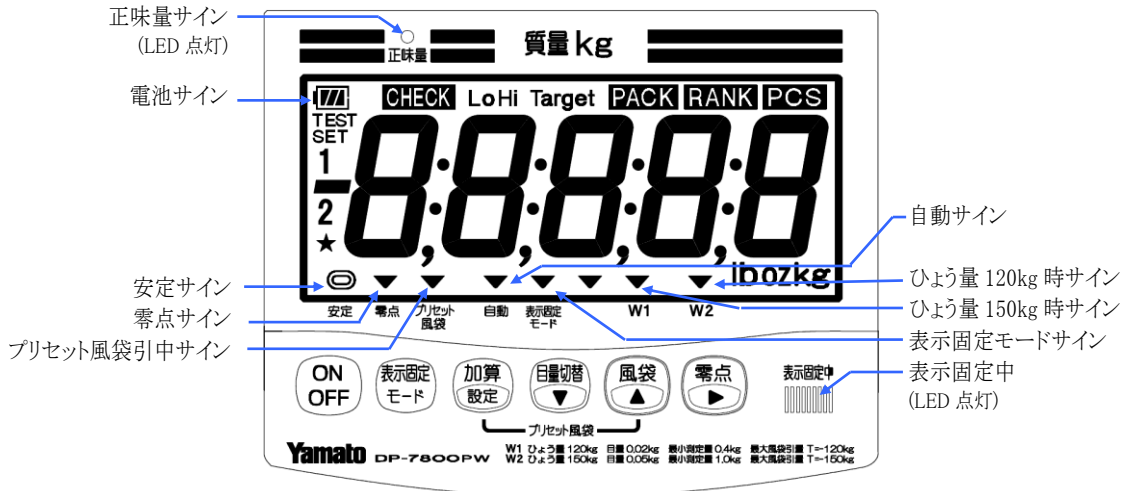 正味量サイン
(LED 点灯)
正味量
質量 kg
電池サイン
CHECK Lo Hi Target PACK RANK PCS
TEST
SET
1
2
★
8:8:8:8:8
lb oz kg
安定サイン
零点サイン
プリセット風袋引中サイン
安定 零点 プリセット風袋 自動 表示固定モード W1 W2
自動サイン
ひょう量 120kg 時サイン
ひょう量 150kg 時サイン
表示固定モードサイン
表示固定中
(LED 点灯)
ON
OFF
表示固定
モード
加算
設定
目量切替
▼
風袋
▲
零点
▶
表示固定中
プリセット風袋
Yamato DP-7800PW
W1 ひょう量 120kg 目量 0.02kg 最小測定量 0.4kg 最大風袋引量 T=-120kg
W2 ひょう量 150kg 目量 0.05kg 最小測定量 1.0kg 最大風袋引量 T=-150kg